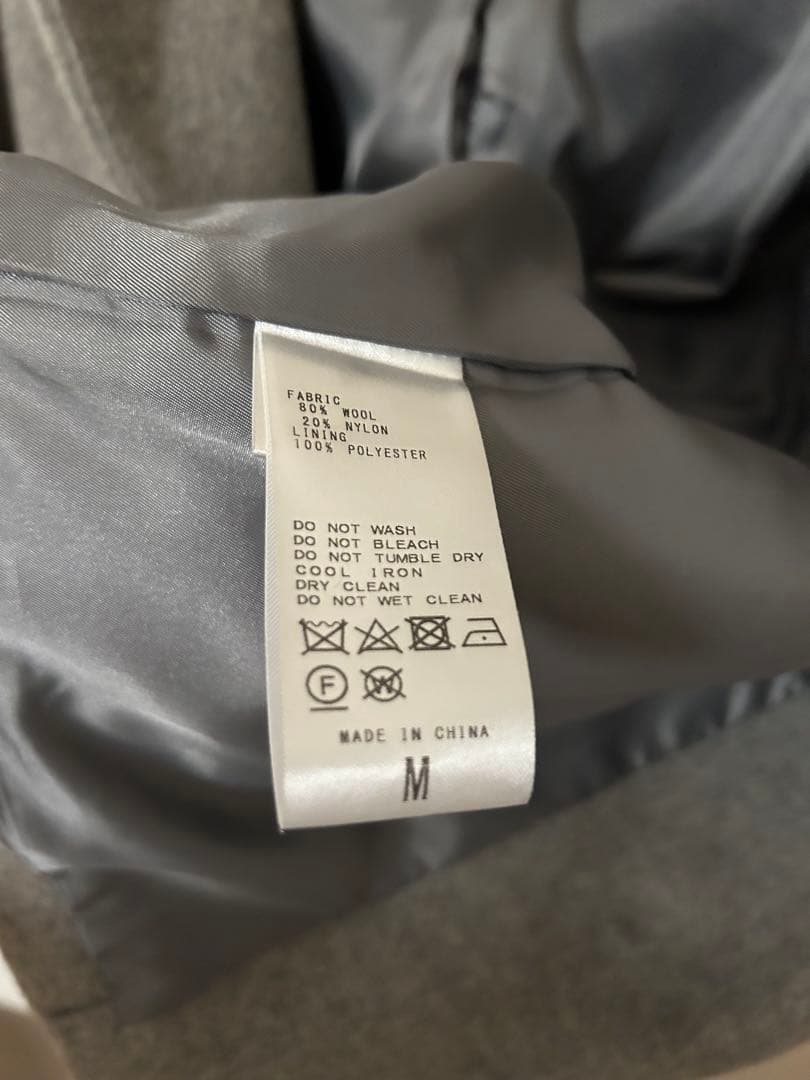 FABRIC
80% WOOL
20% NYLON
LINING
100% POLYESTER
DO NOT WASH
DO NOT BLEACH
DO NOT TUMBLE DRY
COOL IRON
DRY CLEAN
DO NOT WET CLEAN
F W
MADE IN CHINA
M